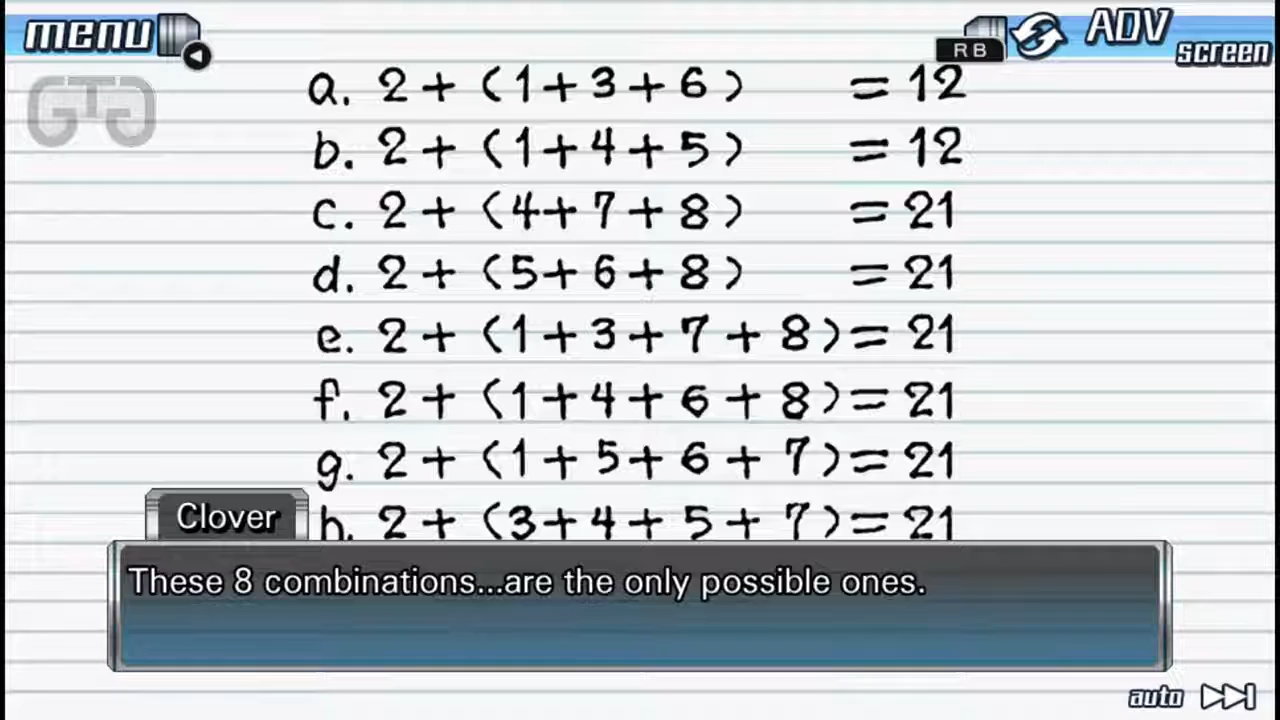 menu
RB
ADV
screen
GTG
a. 2 + (1 + 3 + 6) = 12
b. 2 + (1 + 4 + 5) = 12
c. 2 + (4 + 7 + 8) = 21
d. 2 + (5 + 6 + 8) = 21
e. 2 + (1 + 3 + 7 + 8) = 21
f. 2 + (1 + 4 + 6 + 8) = 21
g. 2 + (1 + 5 + 6 + 7) = 21
h. 2 + (3 + 4 + 5 + 7) = 21
Clover
These 8 combinations...are the only possible ones.
auto